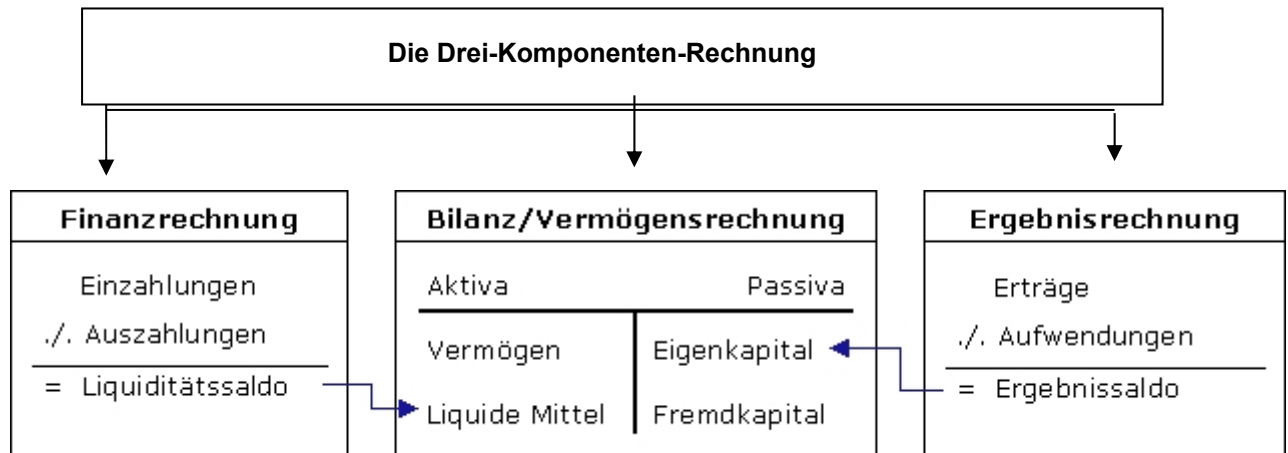 Die Drei-Komponenten-Rechnung
Finanzrechnung
Einzahlungen
./. Auszahlungen
= Liquiditätssaldo
Bilanz/Vermögensrechnung
Aktiva Passiva
Vermögen Eigenkapital
Liquide Mittel Fremdkapital
Ergebnisrechnung
Erträge
./. Aufwendungen
= Ergebnissaldo